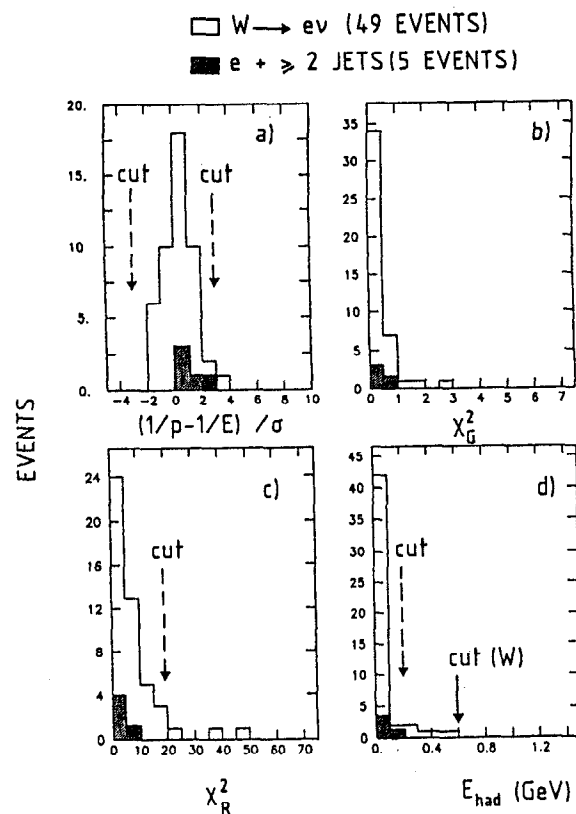 W → eν (49 EVENTS)
e + ⩾ 2 JETS (5 EVENTS)
EVENTS
a)
20.
15.
10.
5.
0.
cut
cut
-4 -2 0 2 4 6 8 10
(1/p-1/E) /σ
b)
35
30
25
20
15
10
5
0
0 1 2 3 4 5 6 7
X²G
c)
24
20
16
12
8
4
0
cut
0 10 20 30 40 50 60 70
X²R
d)
45
40
35
30
25
20
15
10
5
0
cut
cut (W)
0. 0.4 0.8 1.2
Ehad (GeV)